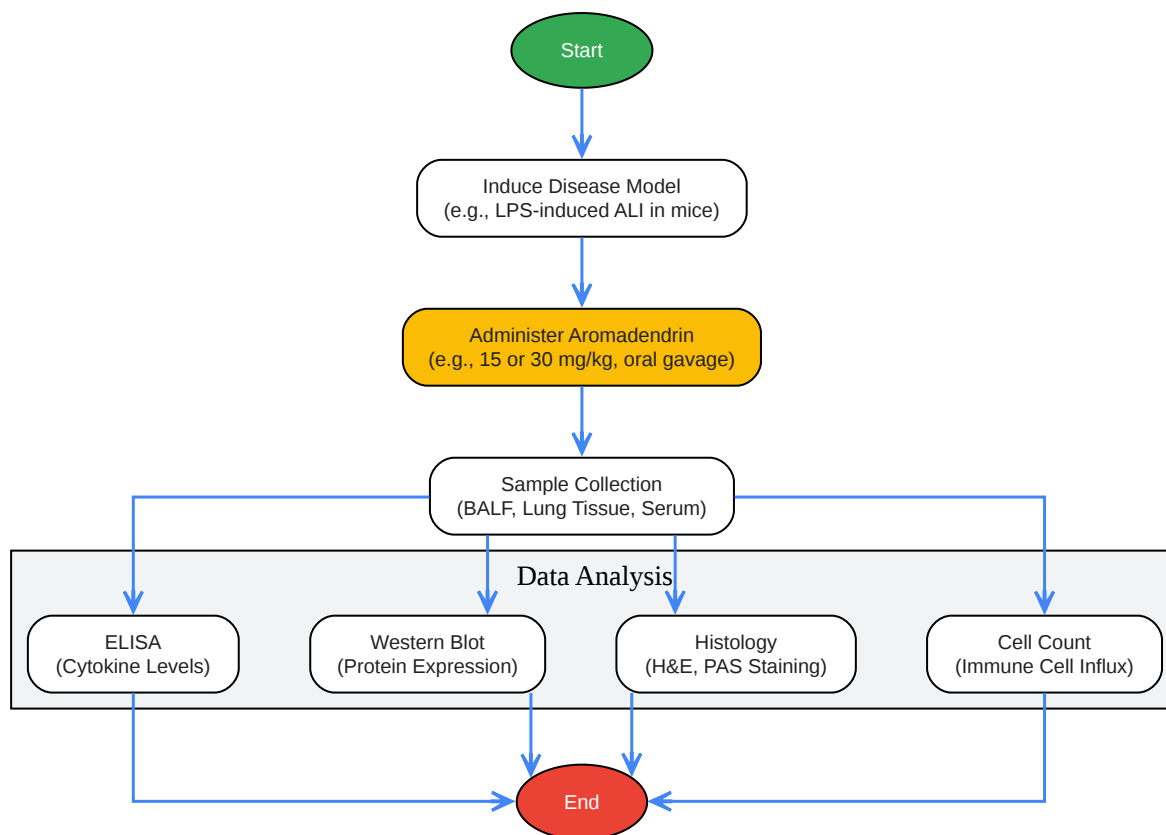 Start
Induce Disease Model
(e.g., LPS-induced ALI in mice)
Administer Aromadendrin
(e.g., 15 or 30 mg/kg, oral gavage)
Sample Collection
(BALF, Lung Tissue, Serum)
Data Analysis
ELISA
(Cytokine Levels)
Western Blot
(Protein Expression)
Histology
(H&E, PAS Staining)
Cell Count
(Immune Cell Influx)
End